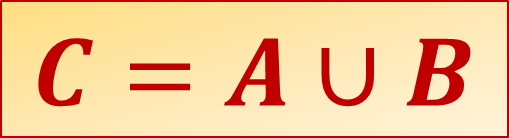 C = A ∪ B